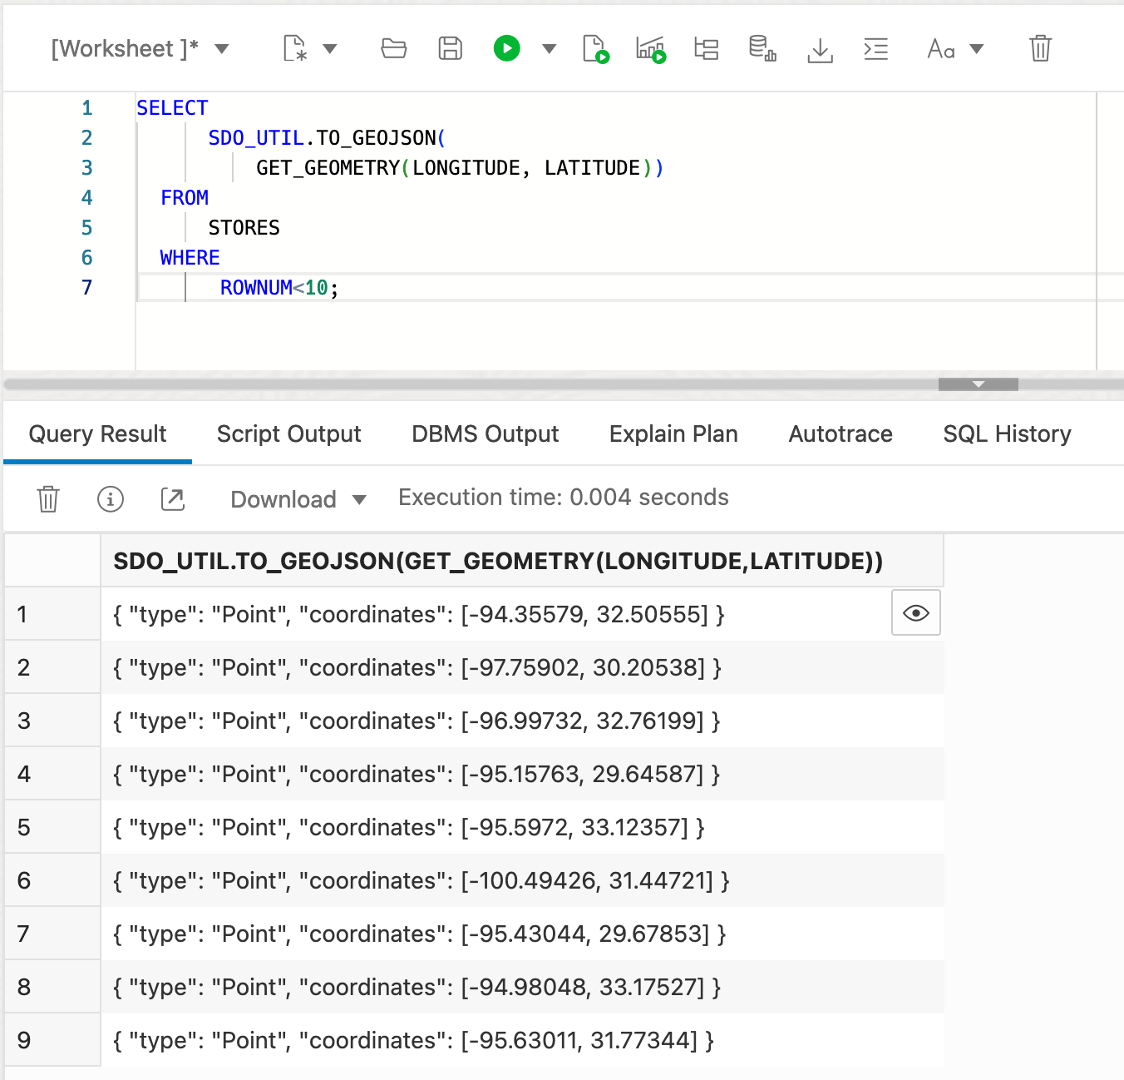 [Worksheet ]*
Aa
1 SELECT
2 SDO_UTIL.TO_GEOJSON(
3 GET_GEOMETRY(LONGITUDE, LATITUDE))
4 FROM
5 STORES
6 WHERE
7 ROWNUM<10;
Query Result Script Output DBMS Output Explain Plan Autotrace SQL History
Download Execution time: 0.004 seconds
SDO_UTIL.TO_GEOJSON(GET_GEOMETRY(LONGITUDE,LATITUDE))
1 { "type": "Point", "coordinates": [-94.35579, 32.50555] }
2 { "type": "Point", "coordinates": [-97.75902, 30.20538] }
3 { "type": "Point", "coordinates": [-96.99732, 32.76199] }
4 { "type": "Point", "coordinates": [-95.15763, 29.64587] }
5 { "type": "Point", "coordinates": [-95.5972, 33.12357] }
6 { "type": "Point", "coordinates": [-100.49426, 31.44721] }
7 { "type": "Point", "coordinates": [-95.43044, 29.67853] }
8 { "type": "Point", "coordinates": [-94.98048, 33.17527] }
9 { "type": "Point", "coordinates": [-95.63011, 31.77344] }